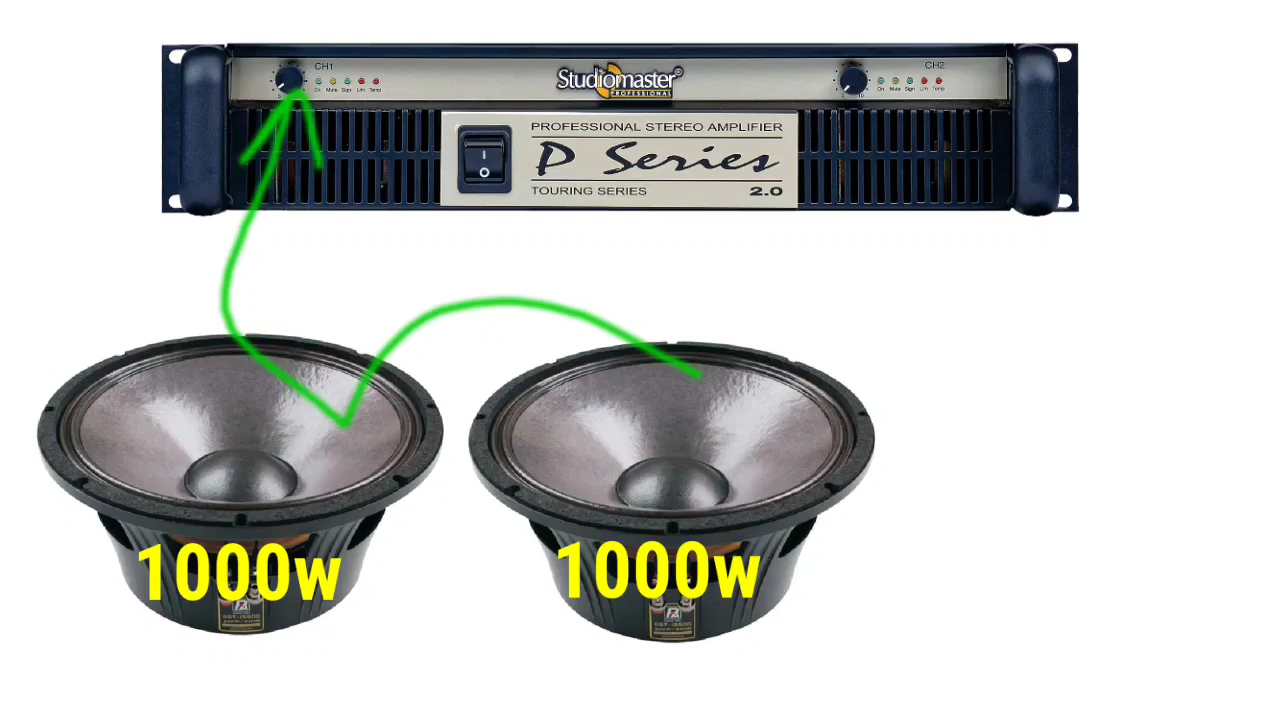 CH1
CH2
Studiomaster®
PROFESSIONAL
On Mute Sign Lim Temp
On Mute Sign Lim Temp
10
PROFESSIONAL STEREO AMPLIFIER
P Series
TOURING SERIES 2.0
1000w
1000w